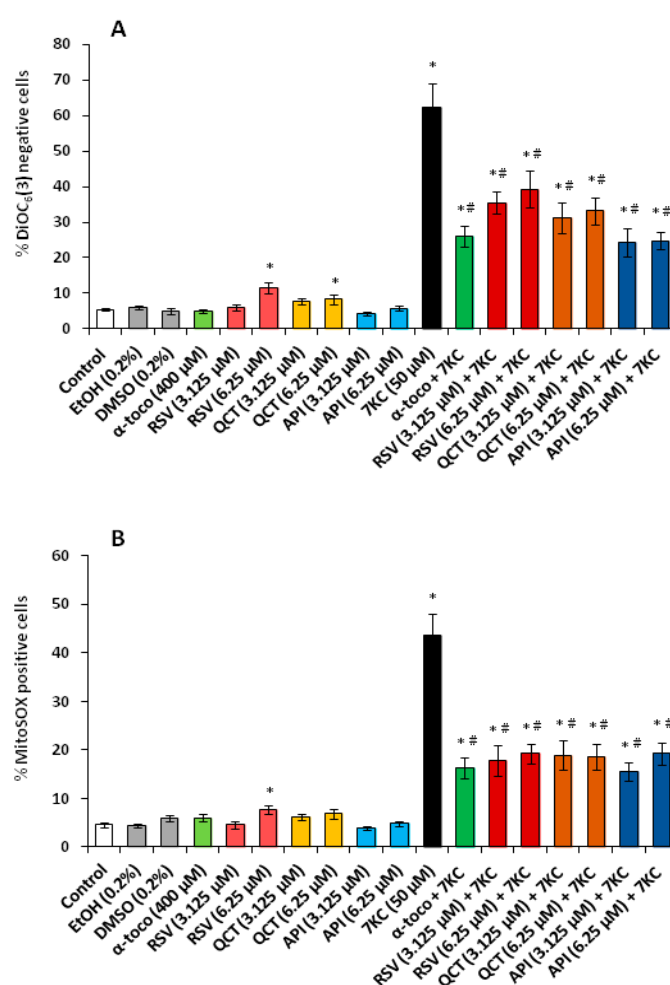 A
% DiOC₆(3) negative cells
80
70
60
50
40
30
20
10
0
*
*
*
*#
*#
*#
*#
*#
*#
*#
Control
EtOH (0.2%)
DMSO (0.2%)
α-toco (400 µM)
RSV (3.125 µM)
RSV (6.25 µM)
QCT (3.125 µM)
QCT (6.25 µM)
API (3.125 µM)
API (6.25 µM)
7KC (50 µM)
α-toco + 7KC
RSV (3.125 µM) + 7KC
RSV (6.25 µM) + 7KC
QCT (3.125 µM) + 7KC
QCT (6.25 µM) + 7KC
API (3.125 µM) + 7KC
API (6.25 µM) + 7KC
B
% MitoSOX positive cells
60
50
40
30
20
10
0
*
*
*#
*#
*#
*#
*#
*#
*#
Control
EtOH (0.2%)
DMSO (0.2%)
α-toco (400 µM)
RSV (3.125 µM)
RSV (6.25 µM)
QCT (3.125 µM)
QCT (6.25 µM)
API (3.125 µM)
API (6.25 µM)
7KC (50 µM)
α-toco + 7KC
RSV (3.125 µM) + 7KC
RSV (6.25 µM) + 7KC
QCT (3.125 µM) + 7KC
QCT (6.25 µM) + 7KC
API (3.125 µM) + 7KC
API (6.25 µM) + 7KC